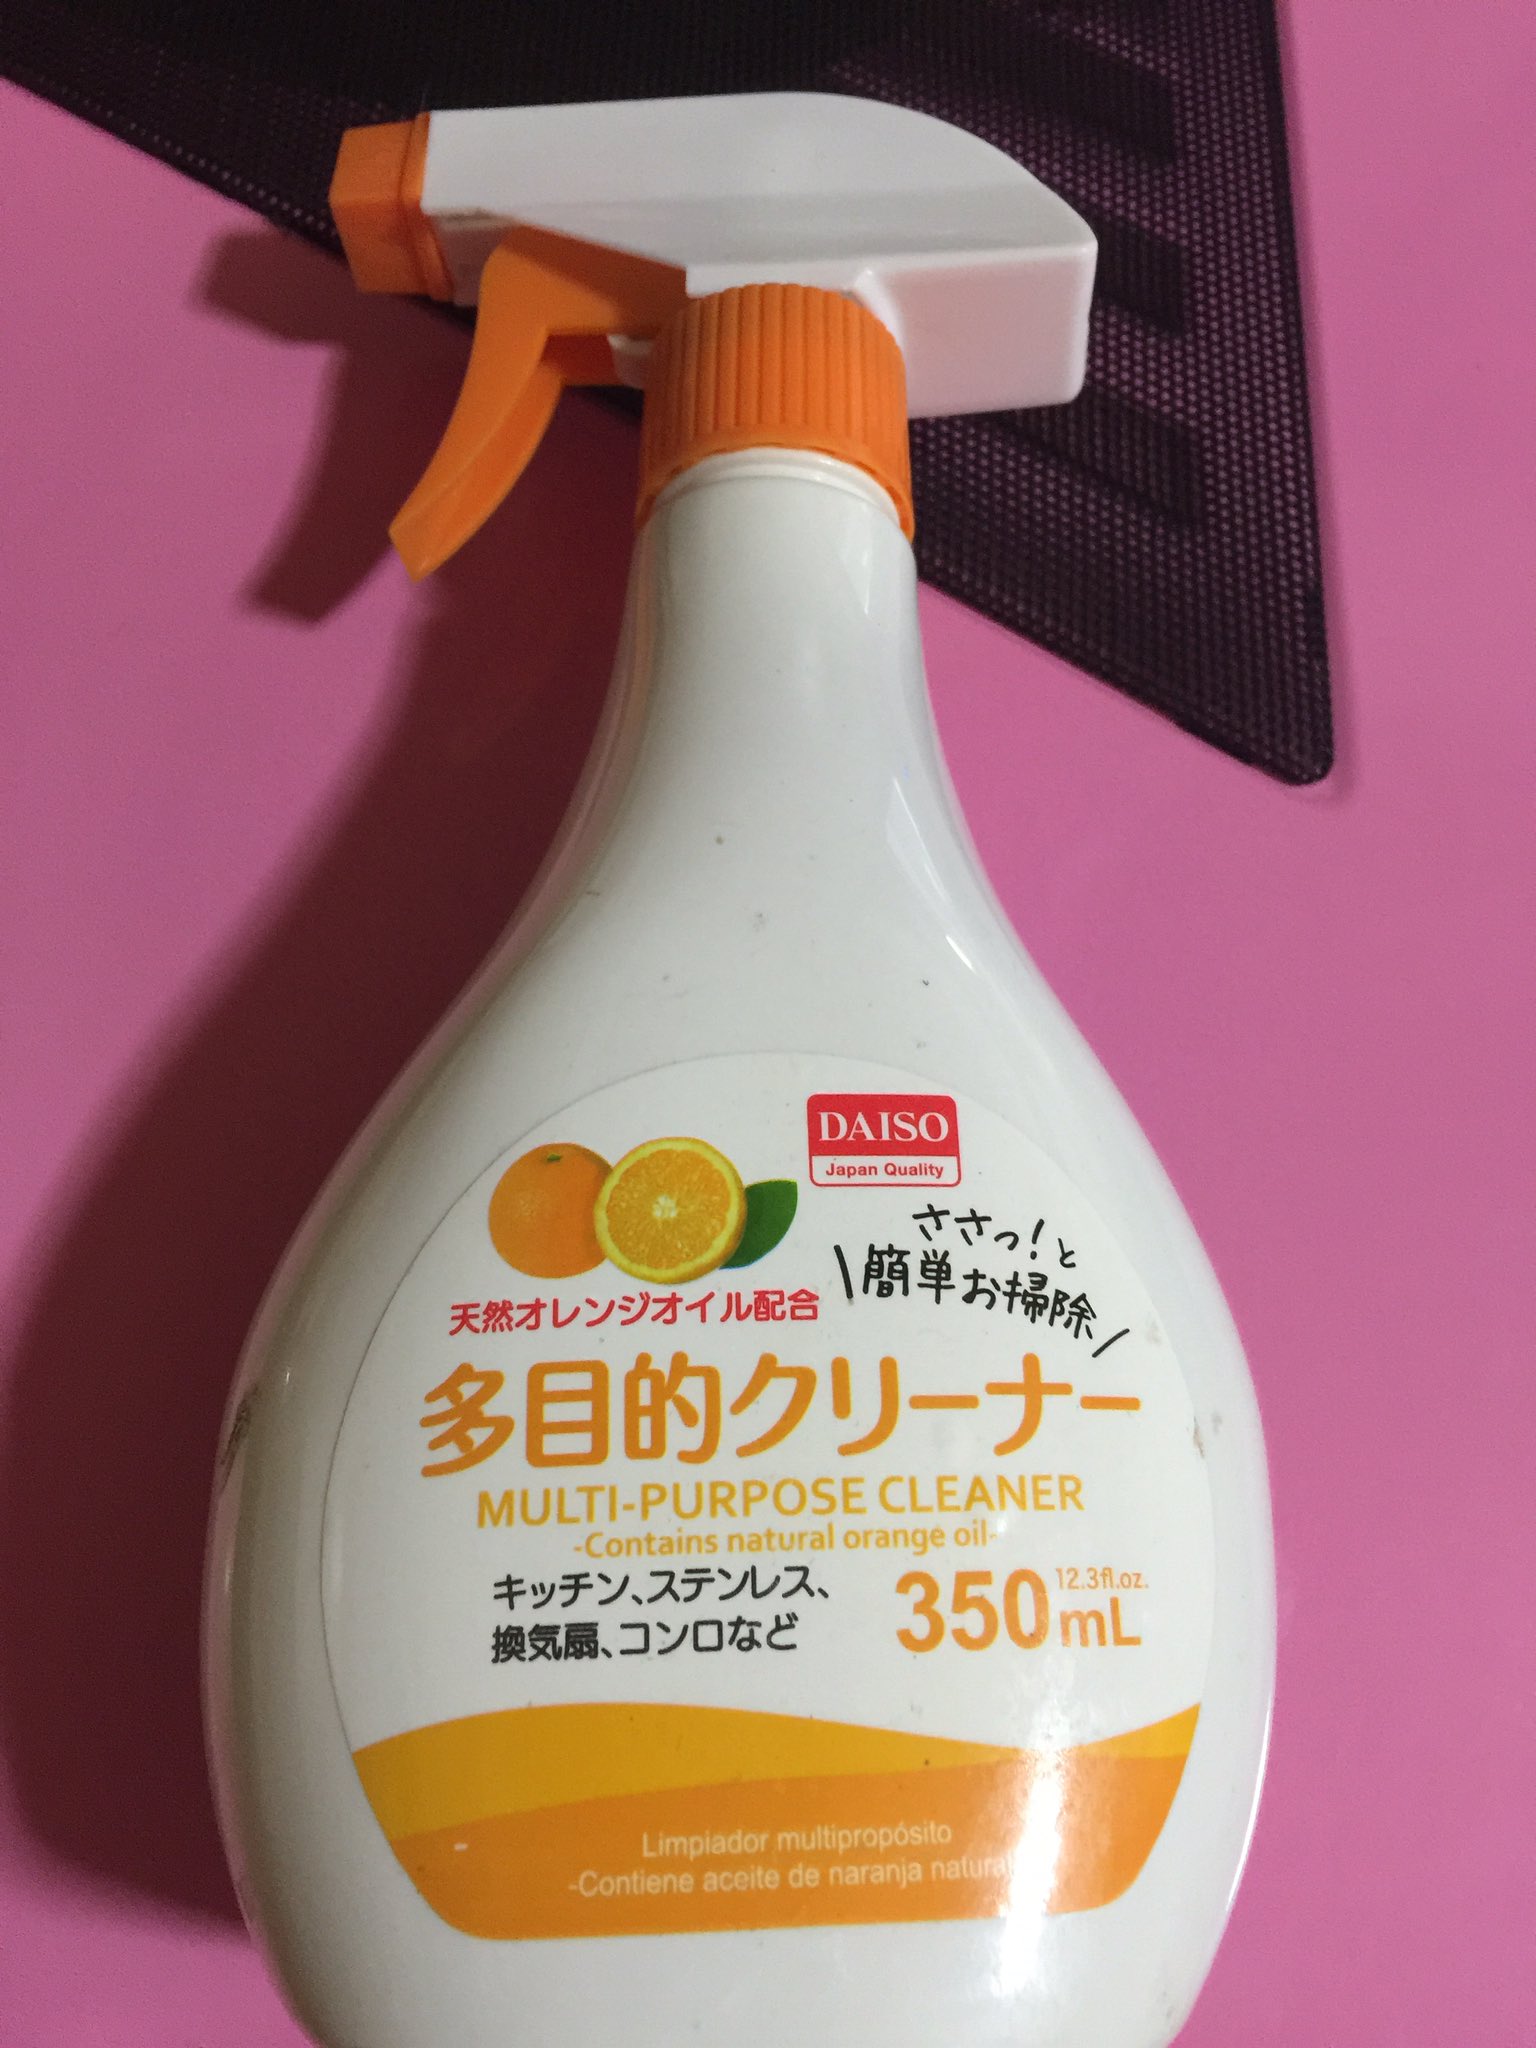 DAISO
Japan Quality
ささっ!と
簡単お掃除
天然オレンジオイル配合
多目的クリーナー
MULTI-PURPOSE CLEANER
-Contains natural orange oil-
キッチン、ステンレス、
換気扇、コンロなど
350mL
12.3fl.oz.
Limpiador multipropósito
-Contiene aceite de naranja natural